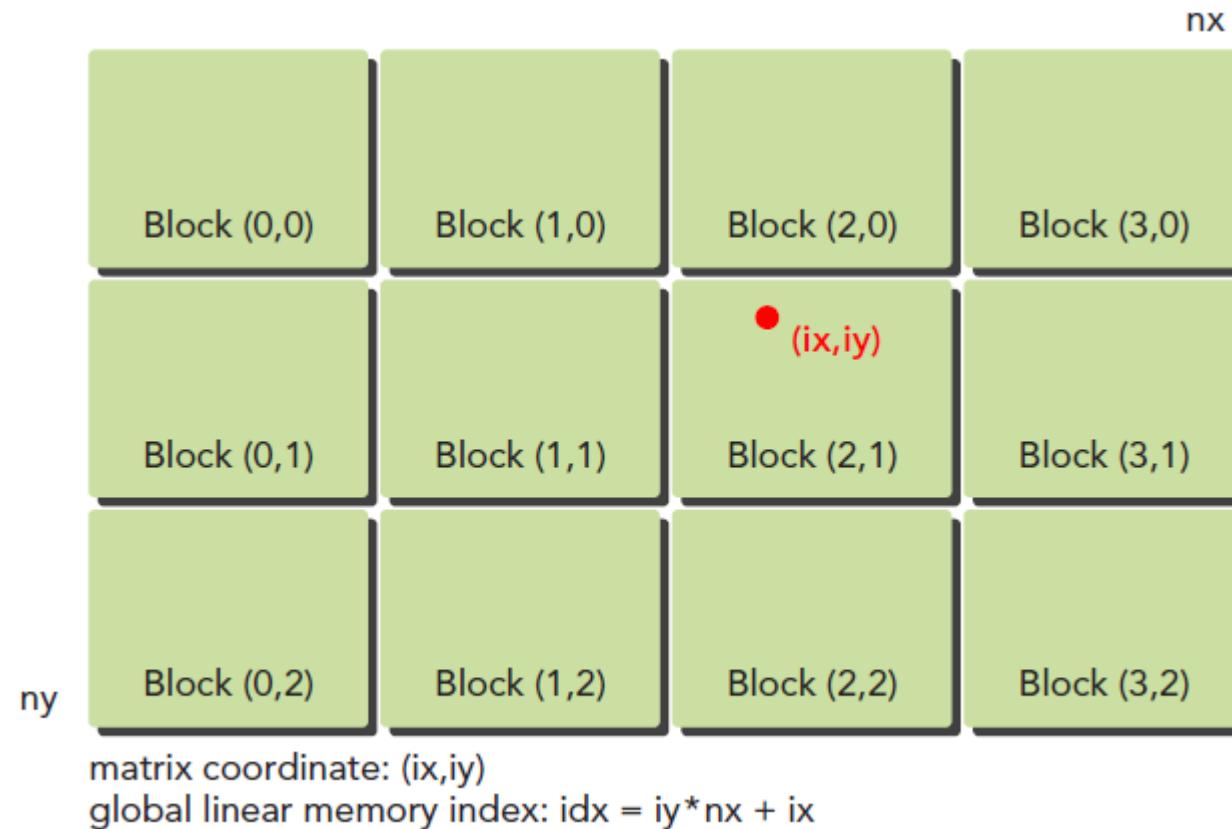 nx
Block (0,0) Block (1,0) Block (2,0) Block (3,0)
(ix,iy)
Block (0,1) Block (1,1) Block (2,1) Block (3,1)
ny Block (0,2) Block (1,2) Block (2,2) Block (3,2)
matrix coordinate: (ix,iy)
global linear memory index: idx = iy*nx + ix